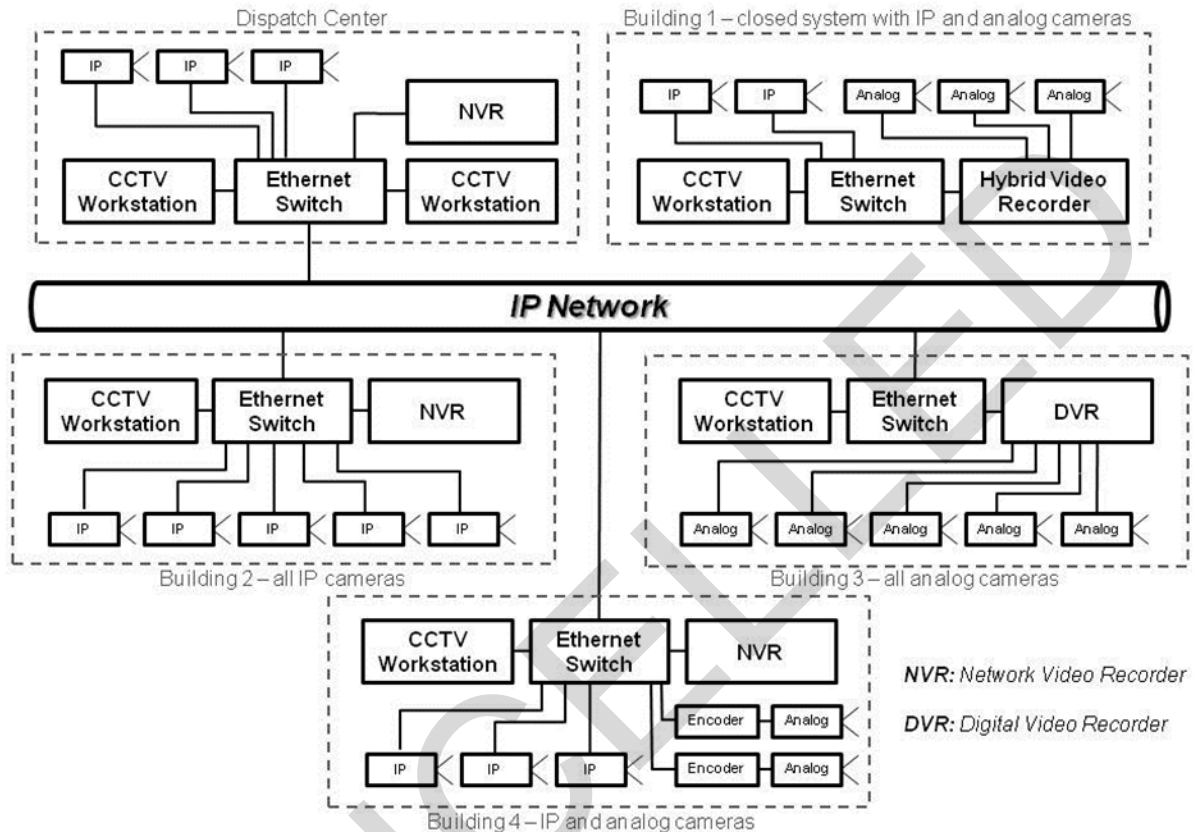 Dispatch Center
IP
IP
IP
NVR
CCTV
Workstation
Ethernet
Switch
CCTV
Workstation
Building 1 – closed system with IP and analog cameras
IP
IP
Analog
Analog
Analog
CCTV
Workstation
Ethernet
Switch
Hybrid Video
Recorder
IP Network
CCTV
Workstation
Ethernet
Switch
NVR
IP
IP
IP
IP
IP
Building 2 – all IP cameras
CCTV
Workstation
Ethernet
Switch
DVR
Analog
Analog
Analog
Analog
Analog
Building 3 – all analog cameras
CCTV
Workstation
Ethernet
Switch
NVR
Encoder
Analog
IP
IP
IP
Encoder
Analog
Building 4 – IP and analog cameras
NVR: Network Video Recorder
DVR: Digital Video Recorder
CELLED